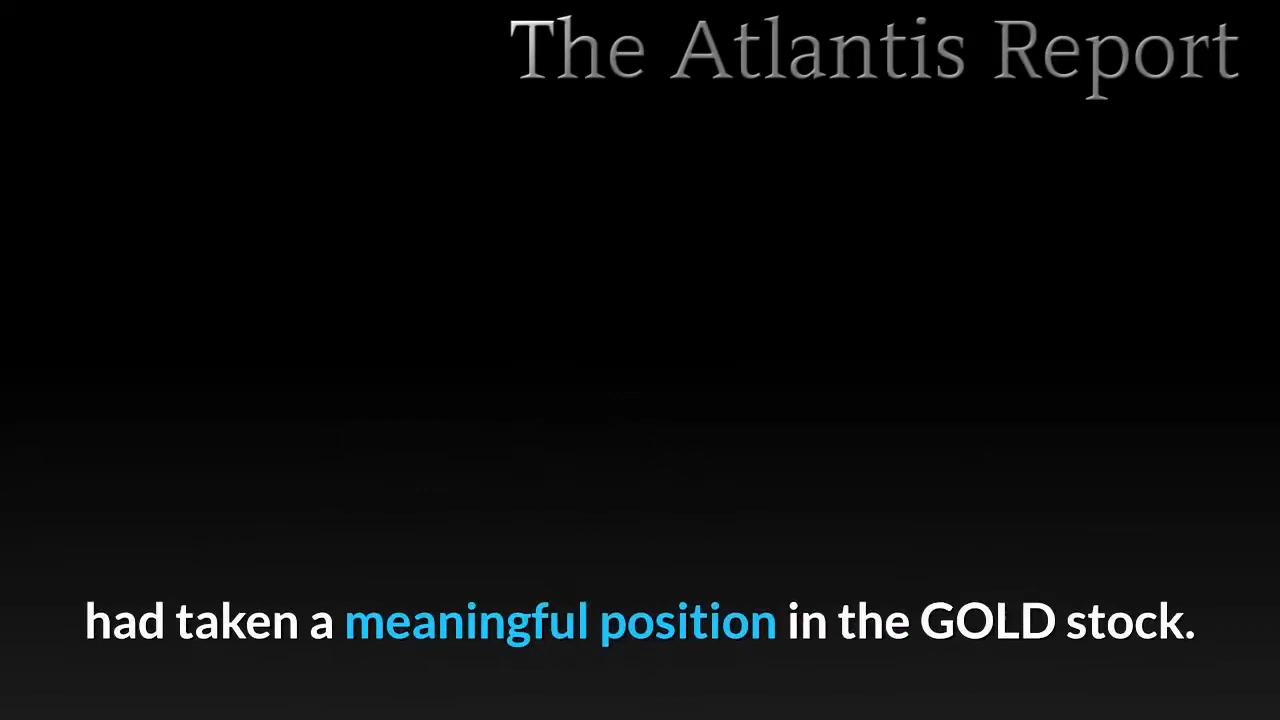 The Atlantis Report
had taken a meaningful position in the GOLD stock.